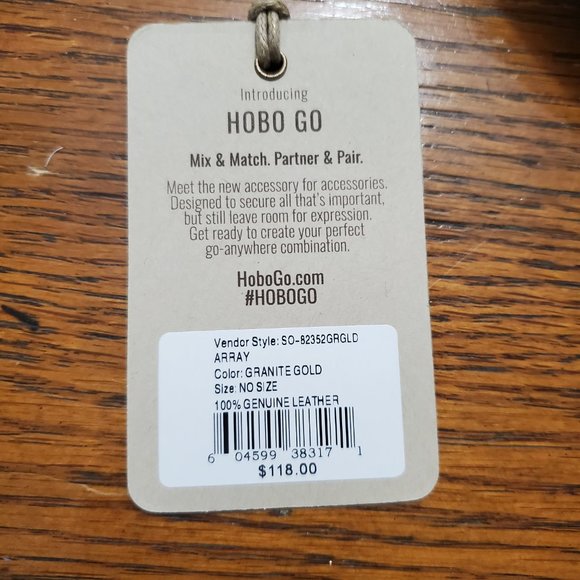 Introducing
HOBO GO
Mix & Match. Partner & Pair.
Meet the new accessory for accessories.
Designed to secure all that's important,
but still leave room for expression.
Get ready to create your perfect
go-anywhere combination.
HoboGo.com
#HOBOGO
Vendor Style: SO-82352GRGLD
ARRAY
Color: GRANITE GOLD
Size: NO SIZE
100% GENUINE LEATHER
6 04599 38317 1
$118.00